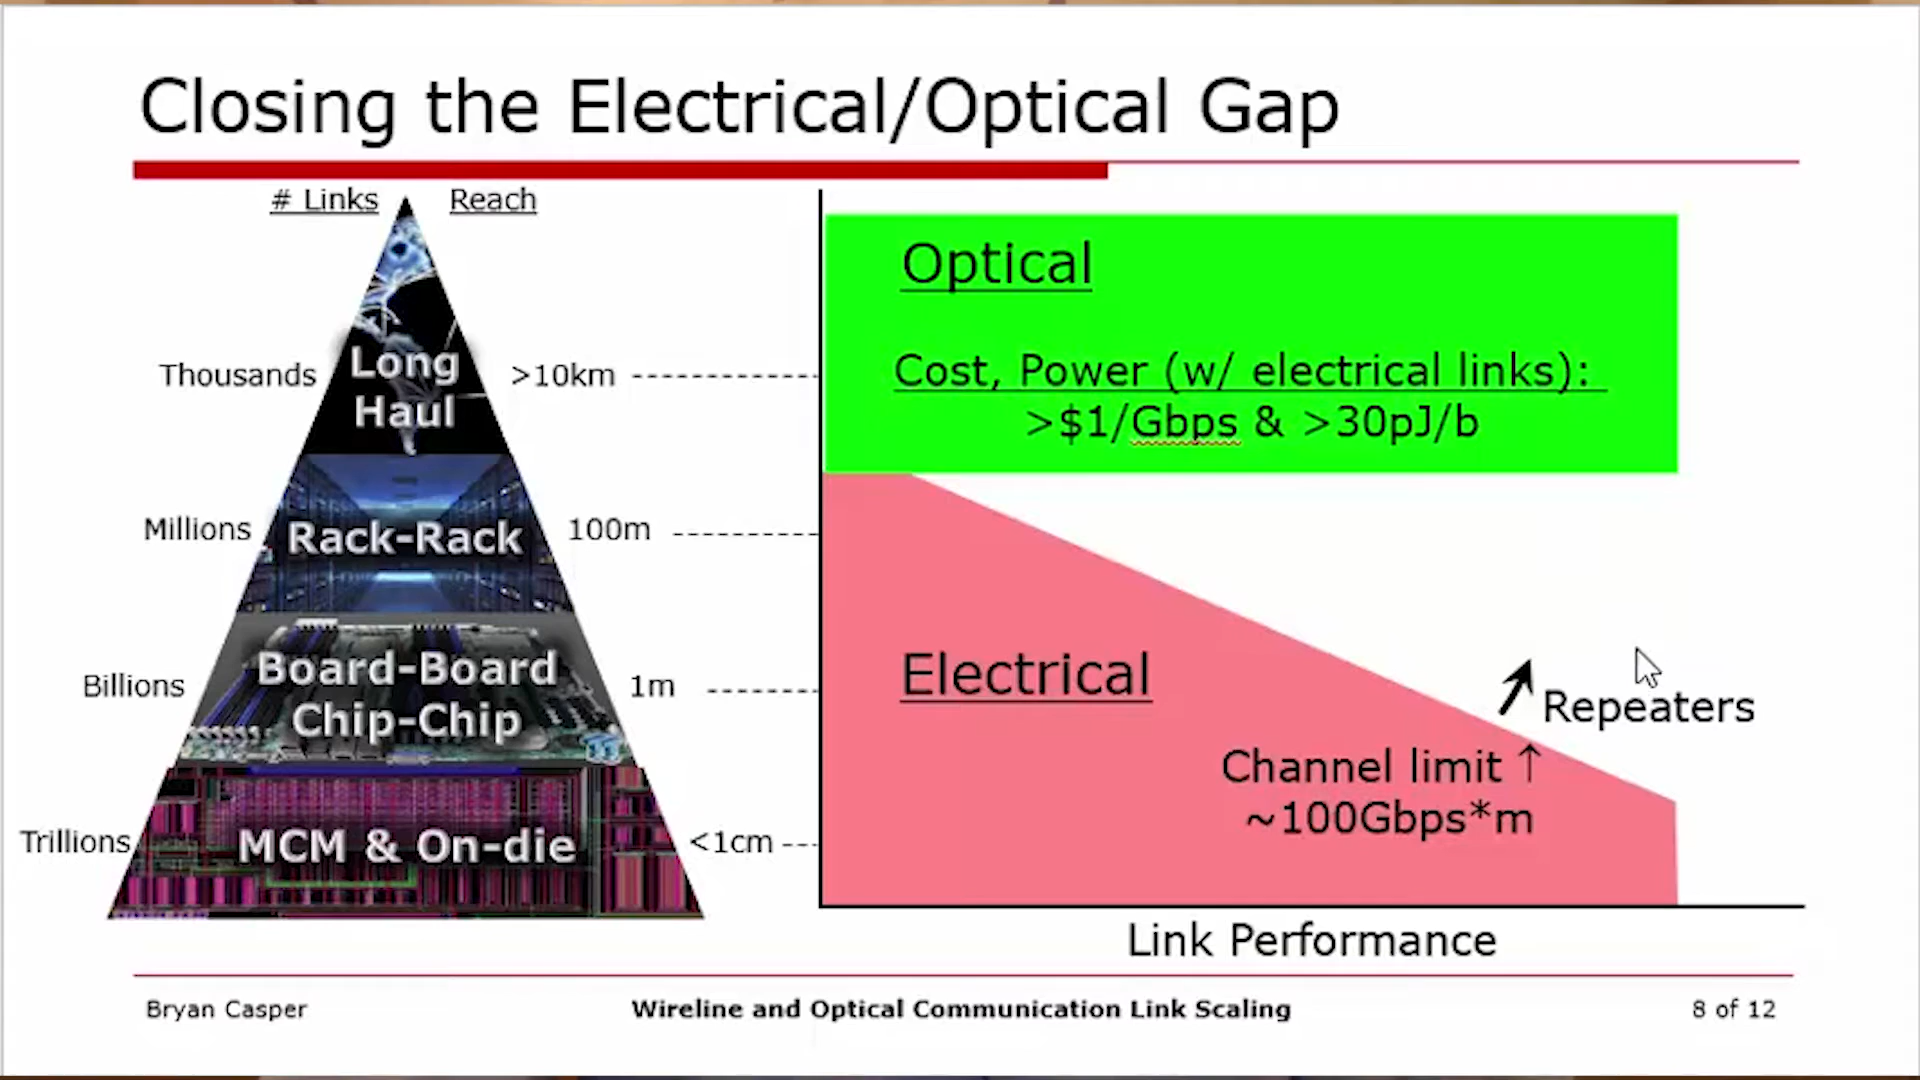 Closing the Electrical/Optical Gap
# Links
Reach
Thousands
Long
Haul
>10km
Millions
Rack-Rack
100m
Billions
Board-Board
Chip-Chip
1m
Trillions
MCM & On-die
<1cm
Optical
Cost, Power (w/ electrical links):
>$1/Gbps & >30pJ/b
Electrical
↗ Repeaters
Channel limit ↑
~100Gbps*m
Link Performance
Bryan Casper
Wireline and Optical Communication Link Scaling
8 of 12